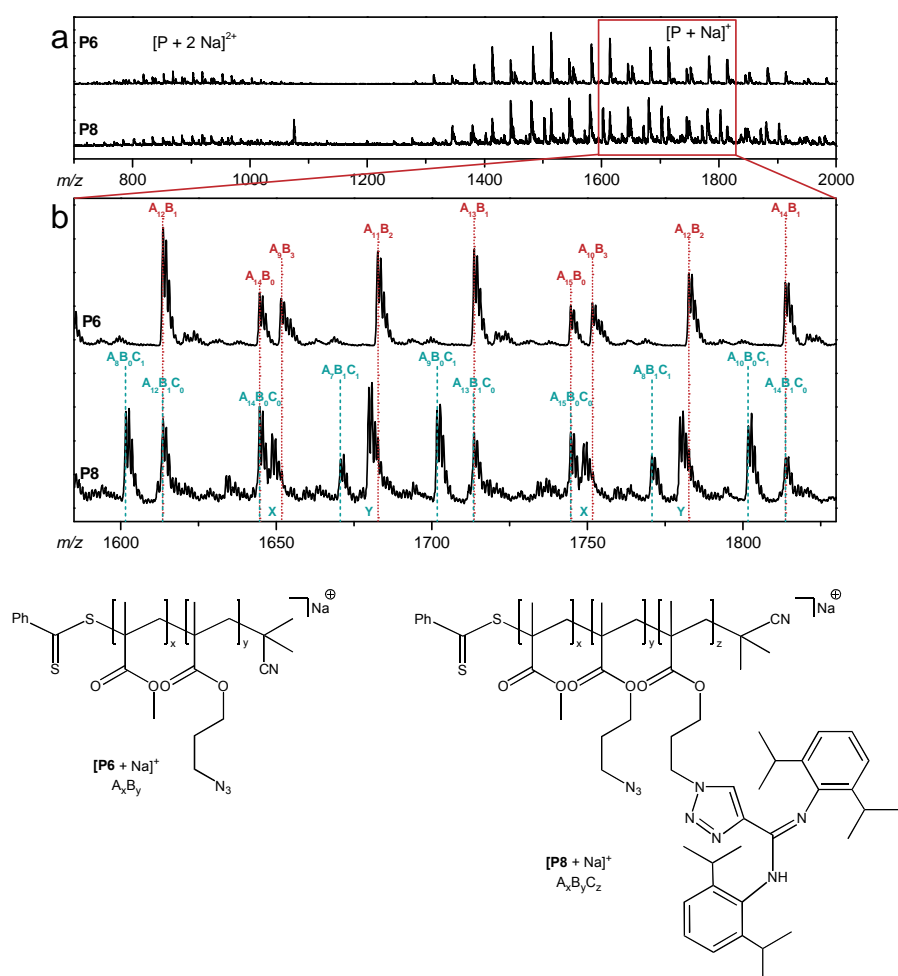 a
P6
[P + 2 Na]²⁺
[P + Na]⁺
P8
m/z 800 1000 1200 1400 1600 1800 2000
b
A₁₂B₁
A₁₃B₁
A₁₄B₁
A₉B₃
A₁₁B₂
A₁₀B₃
A₁₂B₂
A₁₄B₀
A₁₅B₀
P6
A₈B₀C₁
A₇B₁C₁
A₉B₀C₁
A₈B₁C₁
A₁₀B₀C₁
A₁₂B₁C₀
A₁₄B₀C₀
A₁₃B₁C₀
A₁₅B₀C₀
A₁₄B₁C₀
P8
X Y X Y
m/z 1600 1650 1700 1750 1800
Ph S x y CN Na⊕
S
O O O O
N₃
[P6 + Na]⁺
AₓBᵧ
Ph S x y z CN Na⊕
S
O O O O O O
N₃
N
N N
N
NH
[P8 + Na]⁺
AₓBᵧC_z